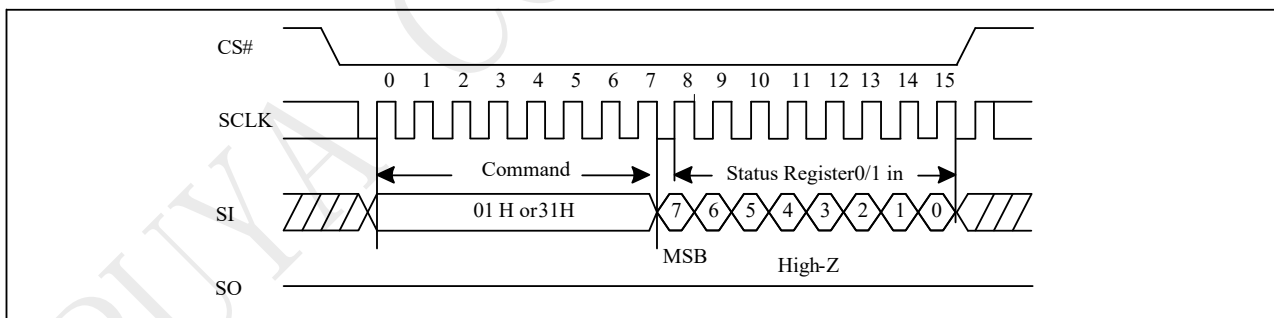 CS#
0 1 2 3 4 5 6 7 8 9 10 11 12 13 14 15
SCLK
Command
Status Register0/1 in
SI
01 H or31H
7 6 5 4 3 2 1 0
MSB
High-Z
SO
PUYA